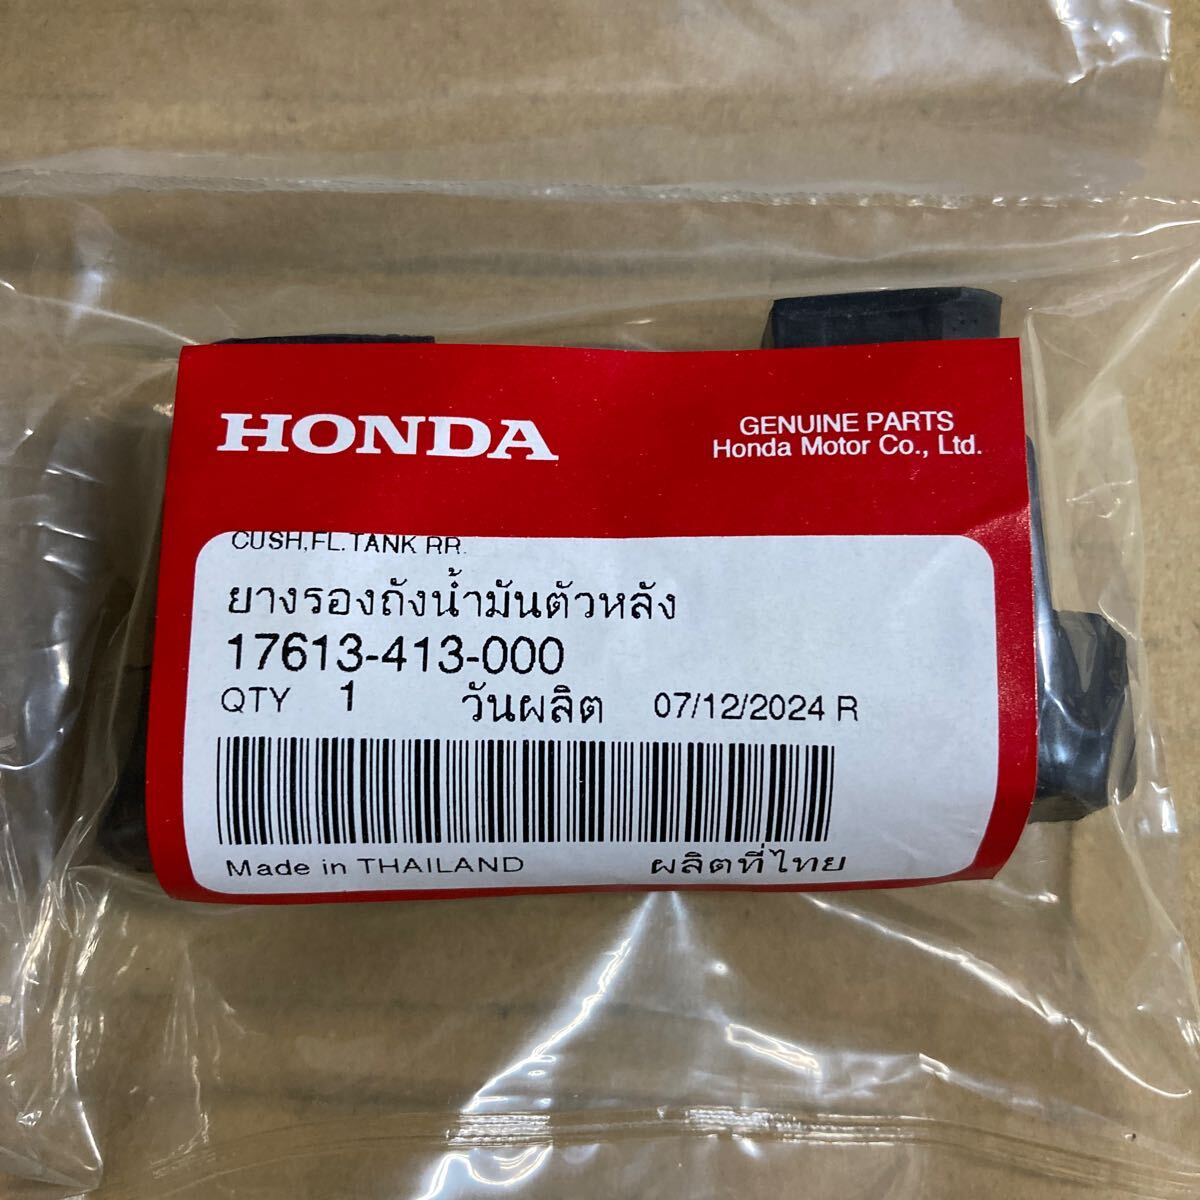 HONDA
GENUINE PARTS
Honda Motor Co., Ltd.
CUSH,FL.TANK RR.
ยางรองถังน้ำมันตัวหลัง
17613-413-000
QTY 1 วันผลิต 07/12/2024 R
Made in THAILAND ผลิตที่ไทย